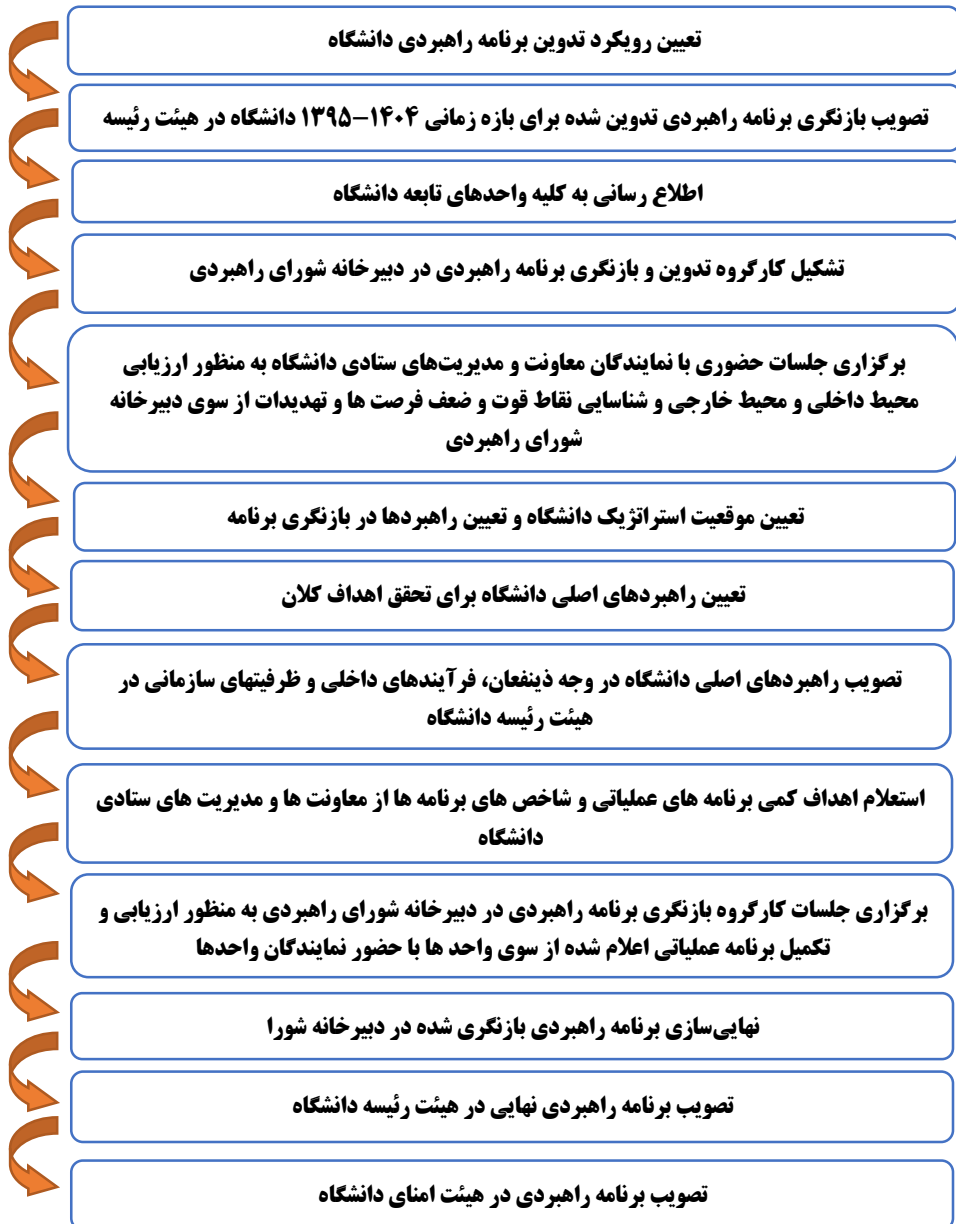 تعیین رویکرد تدوین برنامه راهبردی دانشگاه
تصویب بازنگری برنامه راهبردی تدوین شده برای بازه زمانی ۱۴۰۴-۱۳۹۵ دانشگاه در هیئت رئیسه
اطلاع رسانی به کلیه واحدهای تابعه دانشگاه
تشکیل کارگروه تدوین و بازنگری برنامه راهبردی در دبیرخانه شورای راهبردی
برگزاری جلسات حضوری با نمایندگان معاونت و مدیریت‌های ستادی دانشگاه به منظور ارزیابی
محیط داخلی و محیط خارجی و شناسایی نقاط قوت و ضعف فرصت ها و تهدیدات از سوی دبیرخانه
شورای راهبردی
تعیین موقعیت استراتژیک دانشگاه و تعیین راهبردها در بازنگری برنامه
تعیین راهبردهای اصلی دانشگاه برای تحقق اهداف کلان
تصویب راهبردهای اصلی دانشگاه در وجه ذینفعان، فرآیندهای داخلی و ظرفیتهای سازمانی در
هیئت رئیسه دانشگاه
استعلام اهداف کمی برنامه های عملیاتی و شاخص های برنامه ها از معاونت ها و مدیریت های ستادی
دانشگاه
برگزاری جلسات کارگروه بازنگری برنامه راهبردی در دبیرخانه شورای راهبردی به منظور ارزیابی و
تکمیل برنامه عملیاتی اعلام شده از سوی واحد ها با حضور نمایندگان واحدها
نهایی‌سازی برنامه راهبردی بازنگری شده در دبیرخانه شورا
تصویب برنامه راهبردی نهایی در هیئت رئیسه دانشگاه
تصویب برنامه راهبردی در هیئت امنای دانشگاه